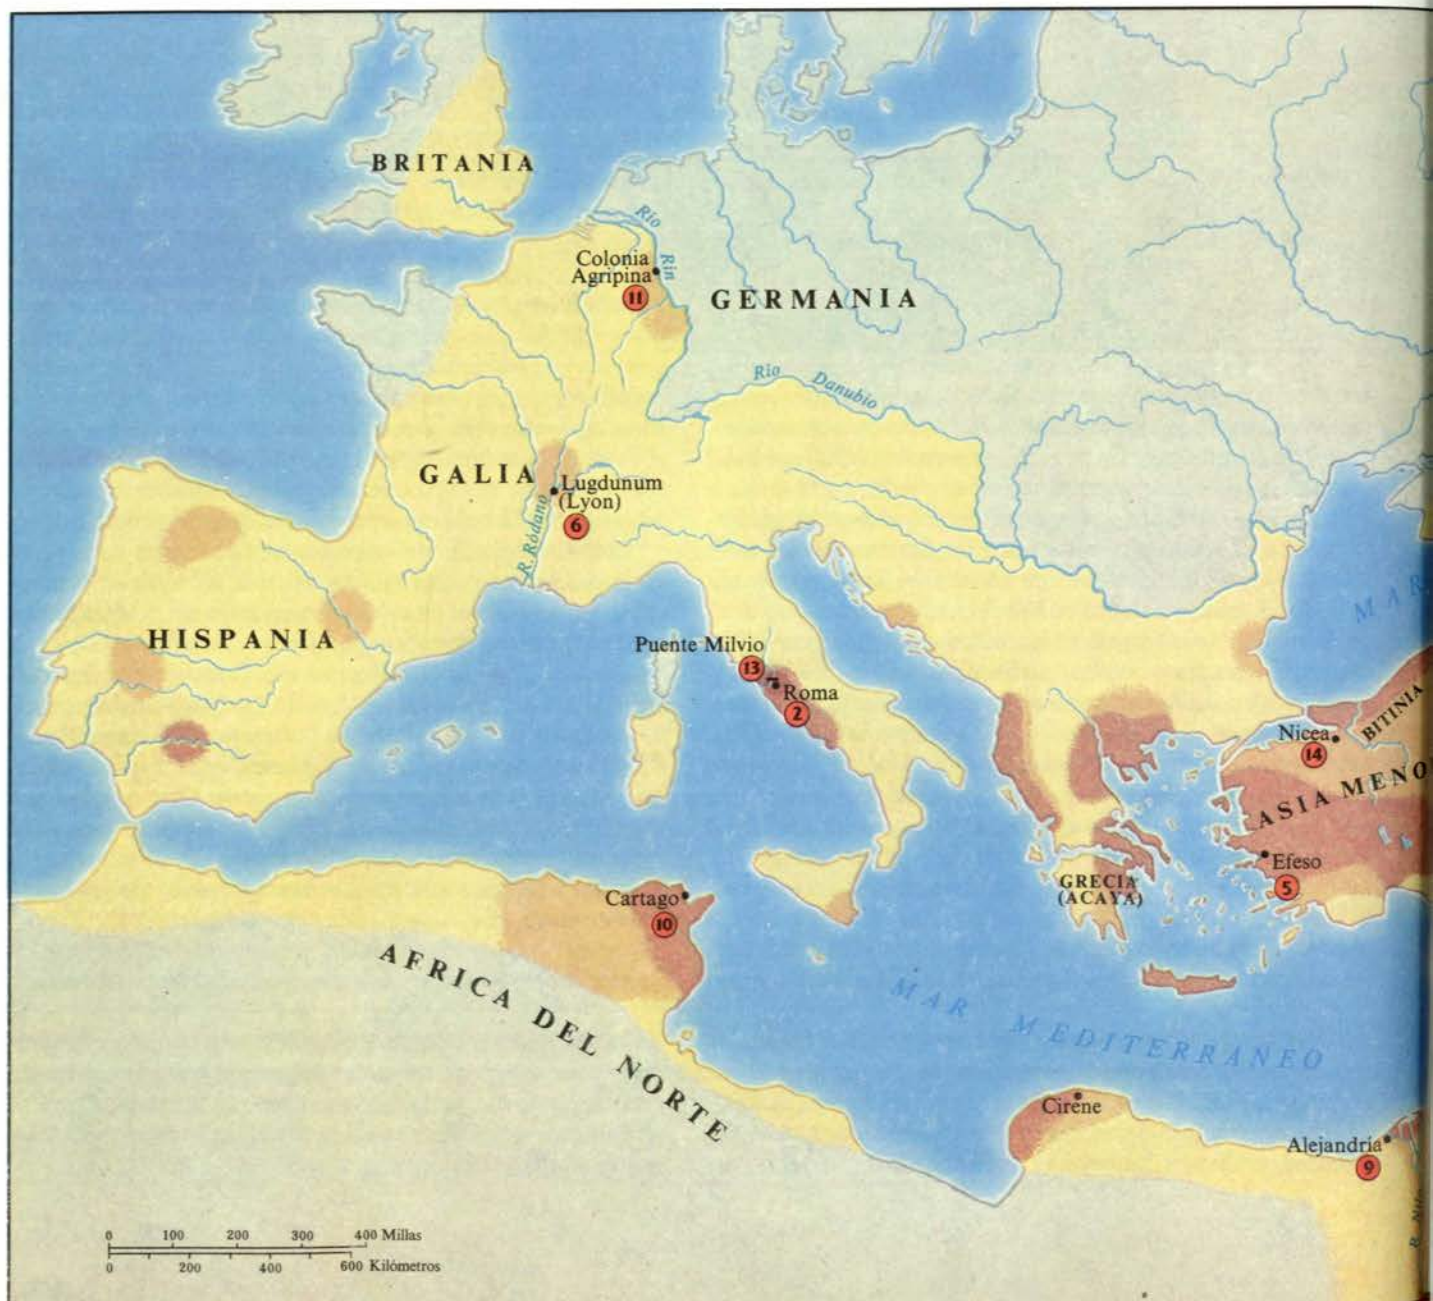 BRITANIA
Río
Rin
Colonia
Agripina
11
GERMANIA
Río Danubio
GALIA
Lugdunum
(Lyon)
6
R. Ródano
HISPANIA
Puente Milvio
13
Roma
2
MAR
BITINIA
Nicea
14
ASIA MENO
Efeso
5
GRECIA
(ACAYA)
Cartago
10
AFRICA DEL NORTE
MAR MEDITERRANEO
Cirene
Alejandría
9
0 100 200 300 400 Millas
0 200 400 600 Kilómetros